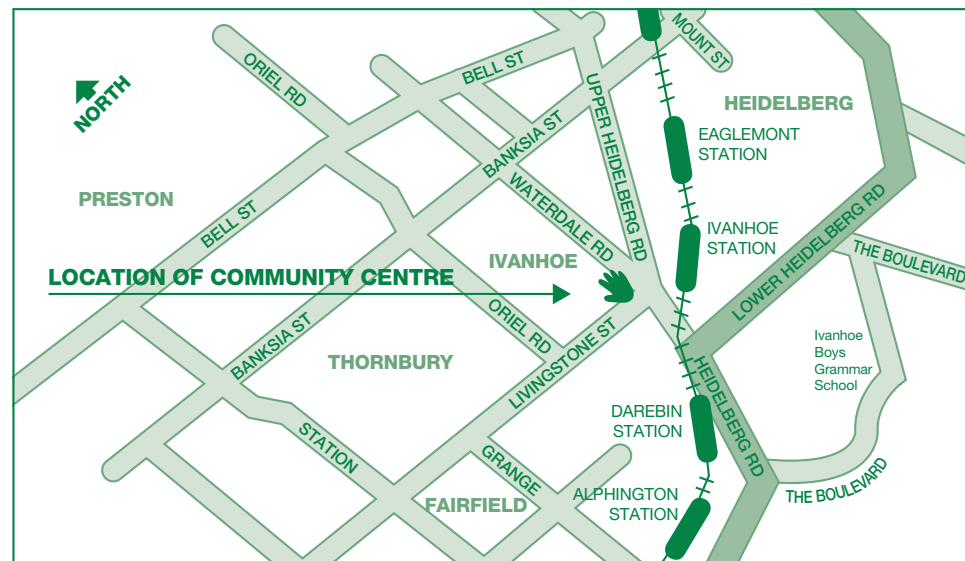 MOUNT ST
ORIEL RD
BELL ST
UPPER HEIDELBERG RD
NORTH
HEIDELBERG
EAGLEMONT
STATION
BANKSIA ST
PRESTON
WATERDALE RD
BELL ST
LOWER HEIDELBERG RD
IVANHOE
STATION
THE BOULEVARD
IVANHOE
LOCATION OF COMMUNITY CENTRE
ORIEL RD
BANKSIA ST
LIVINGSTONE ST
THORNBURY
Ivanhoe
Boys
Grammar
School
HEIDELBERG RD
DAREBIN
STATION
STATION
GRANGE
THE BOULEVARD
ALPHINGTON
STATION
FAIRFIELD